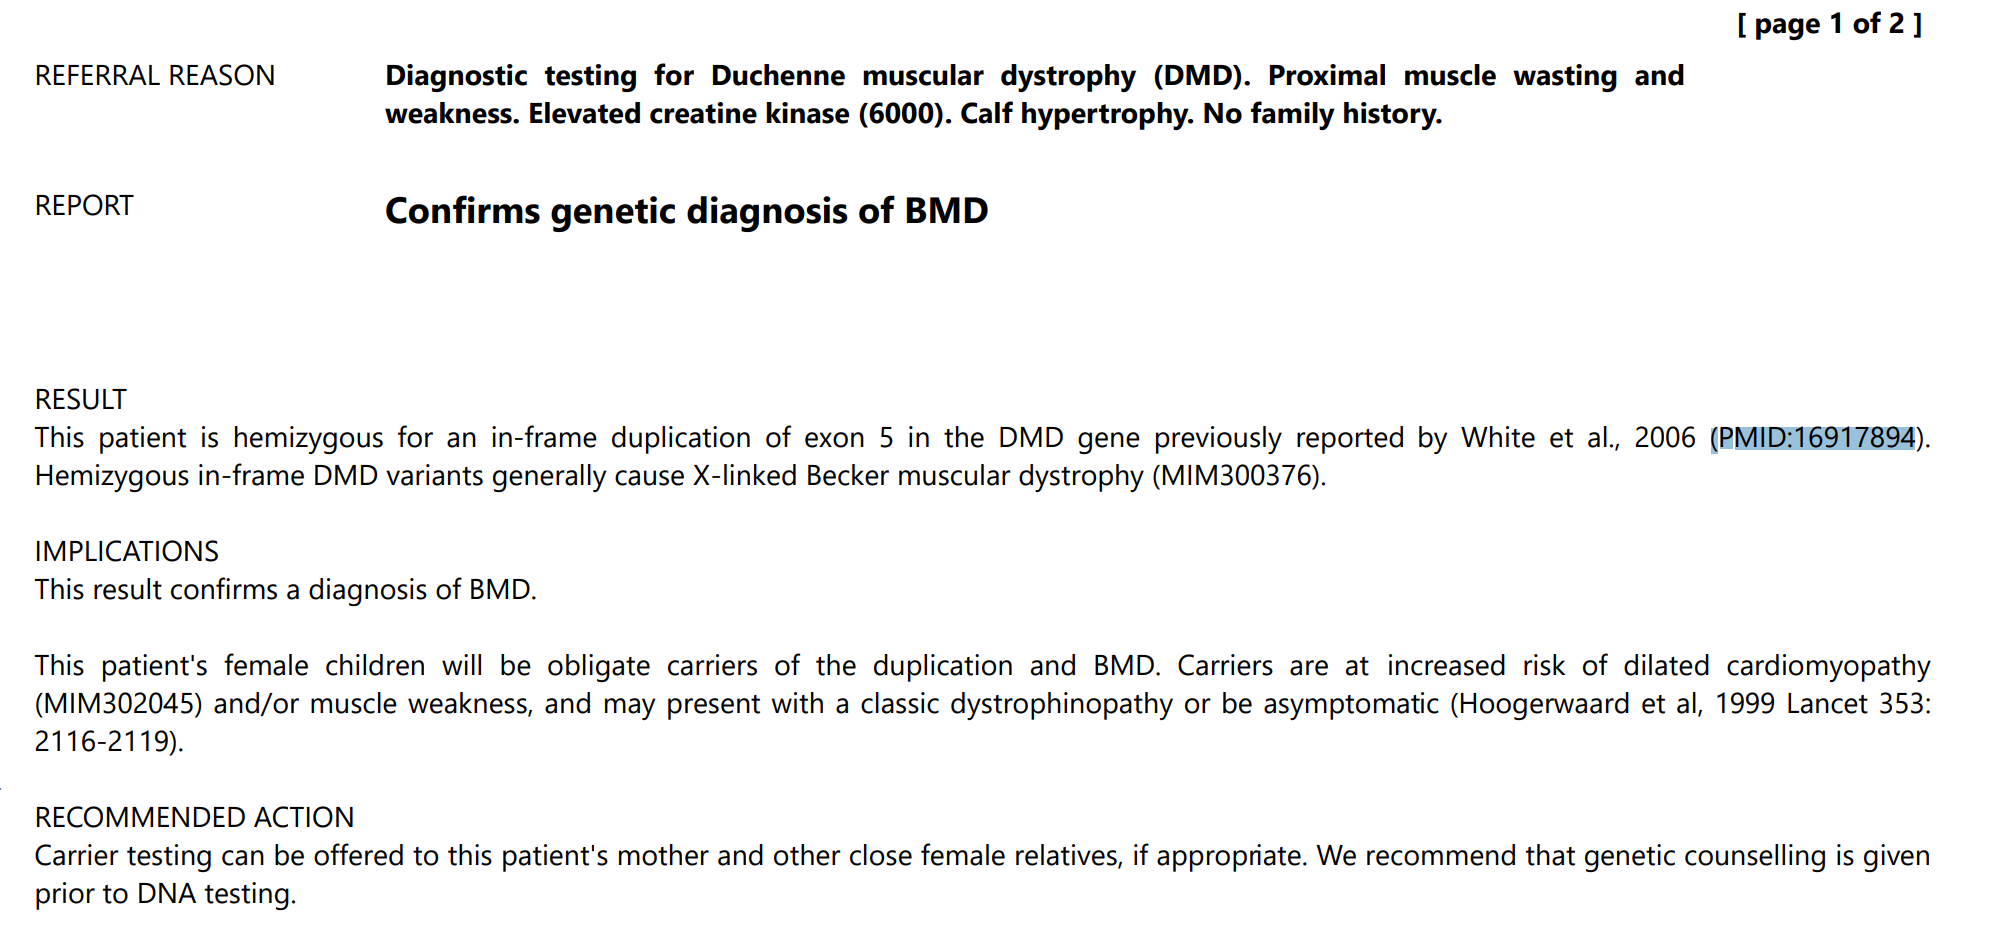 [ page 1 of 2 ]
REFERRAL REASON Diagnostic testing for Duchenne muscular dystrophy (DMD). Proximal muscle wasting and
weakness. Elevated creatine kinase (6000). Calf hypertrophy. No family history.
REPORT Confirms genetic diagnosis of BMD
RESULT
This patient is hemizygous for an in-frame duplication of exon 5 in the DMD gene previously reported by White et al., 2006 (PMID:16917894).
Hemizygous in-frame DMD variants generally cause X-linked Becker muscular dystrophy (MIM300376).
IMPLICATIONS
This result confirms a diagnosis of BMD.
This patient's female children will be obligate carriers of the duplication and BMD. Carriers are at increased risk of dilated cardiomyopathy
(MIM302045) and/or muscle weakness, and may present with a classic dystrophinopathy or be asymptomatic (Hoogerwaard et al, 1999 Lancet 353:
2116-2119).
RECOMMENDED ACTION
Carrier testing can be offered to this patient's mother and other close female relatives, if appropriate. We recommend that genetic counselling is given
prior to DNA testing.